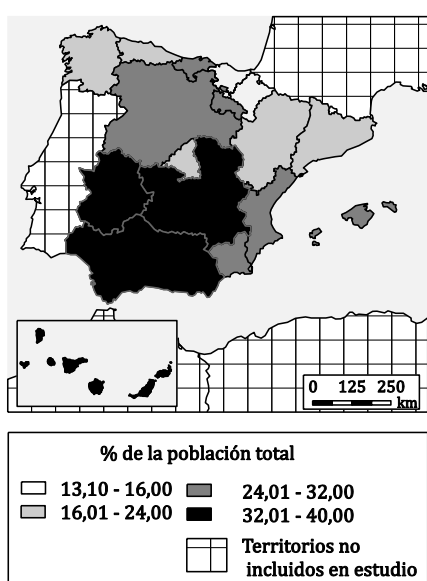 0 125 250
km
% de la población total
13,10 - 16,00
24,01 - 32,00
16,01 - 24,00
32,01 - 40,00
Territorios no
incluidos en estudio